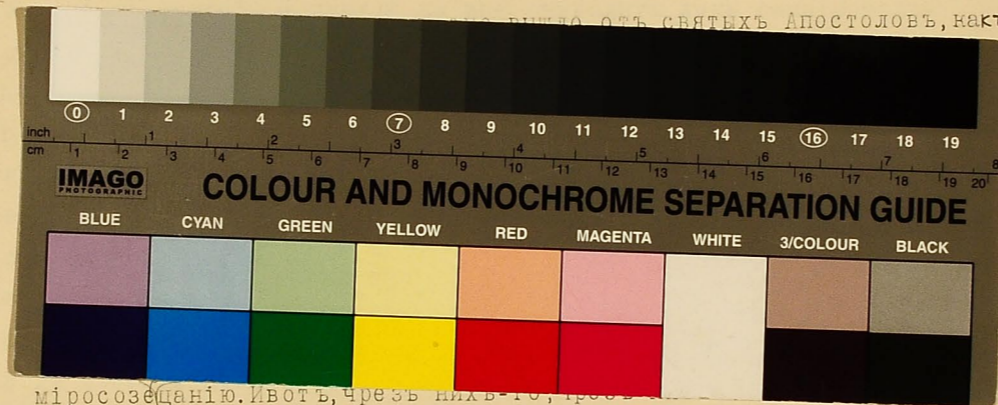 отъ святыхъ Апостоловъ,
0 1 2 3 4 5 6 7 8 9 10 11 12 13 14 15 16 17 18 19
inch 1 2 3 4 5 6 7 8
cm 1 2 3 4 5 6 7 8 9 10 11 12 13 14 15 16 17 18 19 20
IMAGO
PHOTOGRAPHIC
COLOUR AND MONOCHROME SEPARATION GUIDE
BLUE CYAN GREEN YELLOW RED MAGENTA WHITE 3/COLOUR BLACK
міросозецанію.Ивотъ,чрезъ нихъ-то,